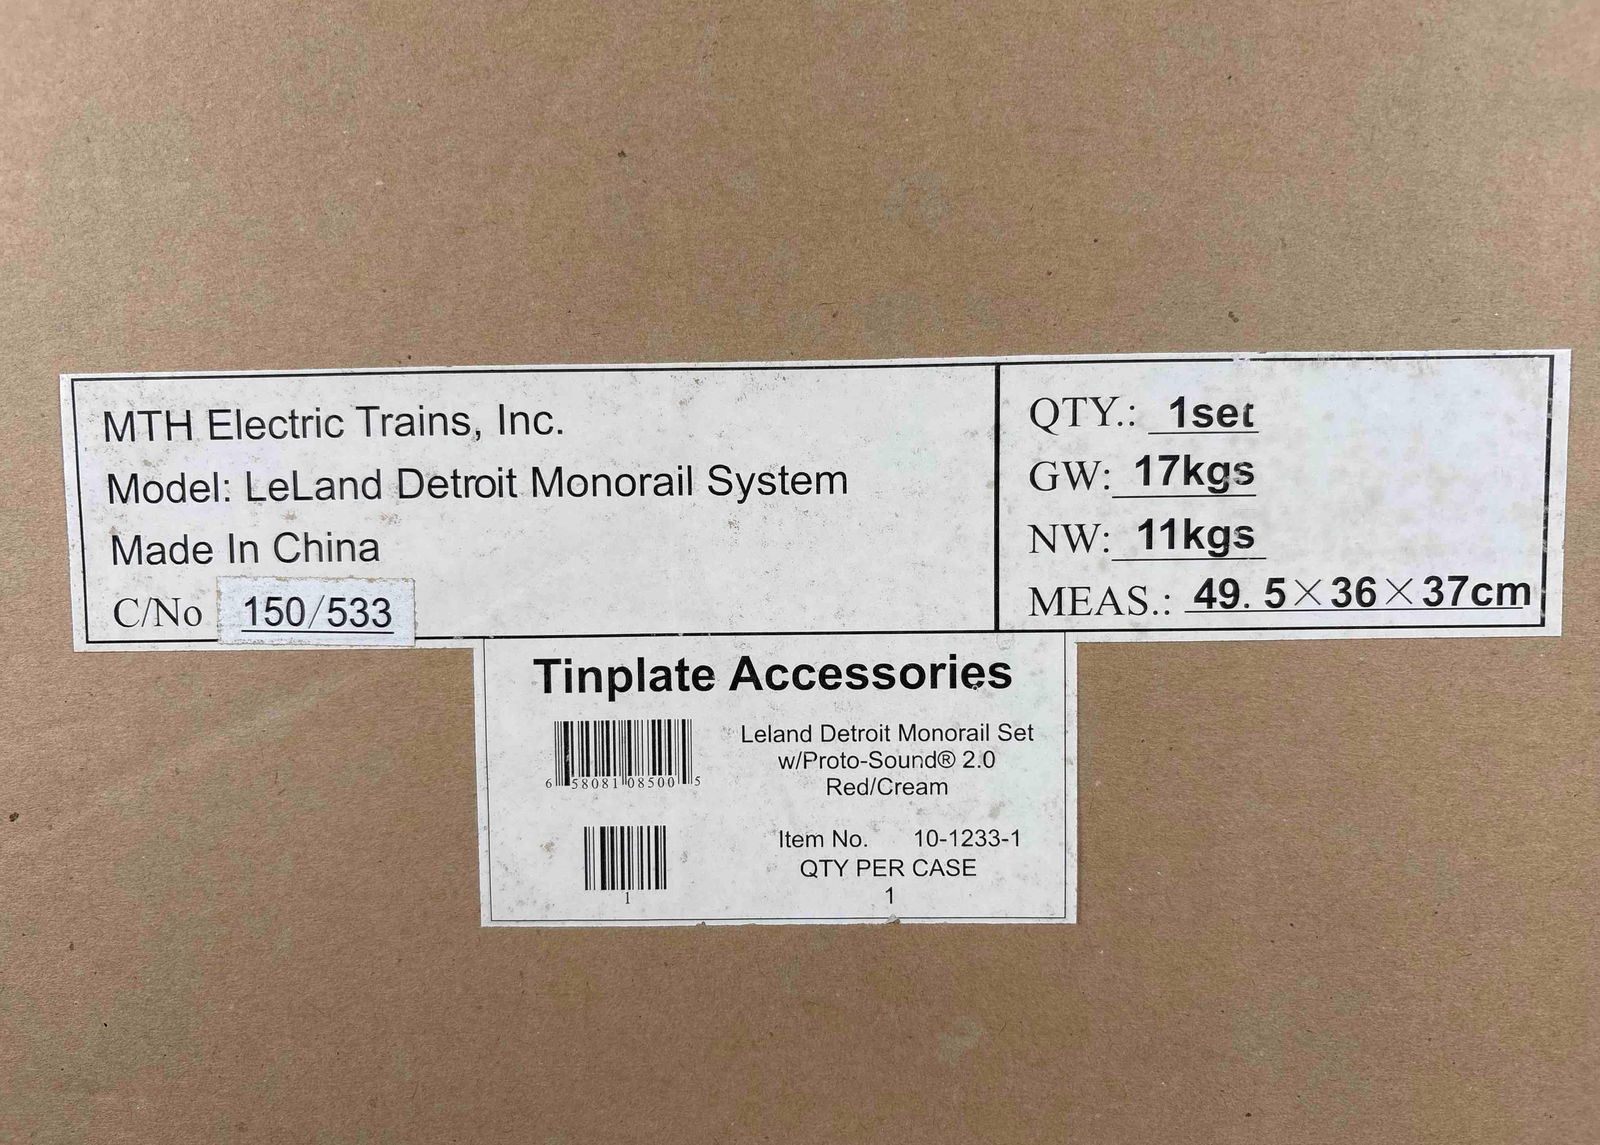 MTH Electric Trains, Inc.
Model: LeLand Detroit Monorail System
Made In China
C/No 150/533
QTY.: 1set
GW: 17kgs
NW: 11kgs
MEAS.: 49. 5×36×37cm
Tinplate Accessories
6 58081 08500 5
Leland Detroit Monorail Set
w/Proto-Sound® 2.0
Red/Cream
1
Item No. 10-1233-1
QTY PER CASE
1